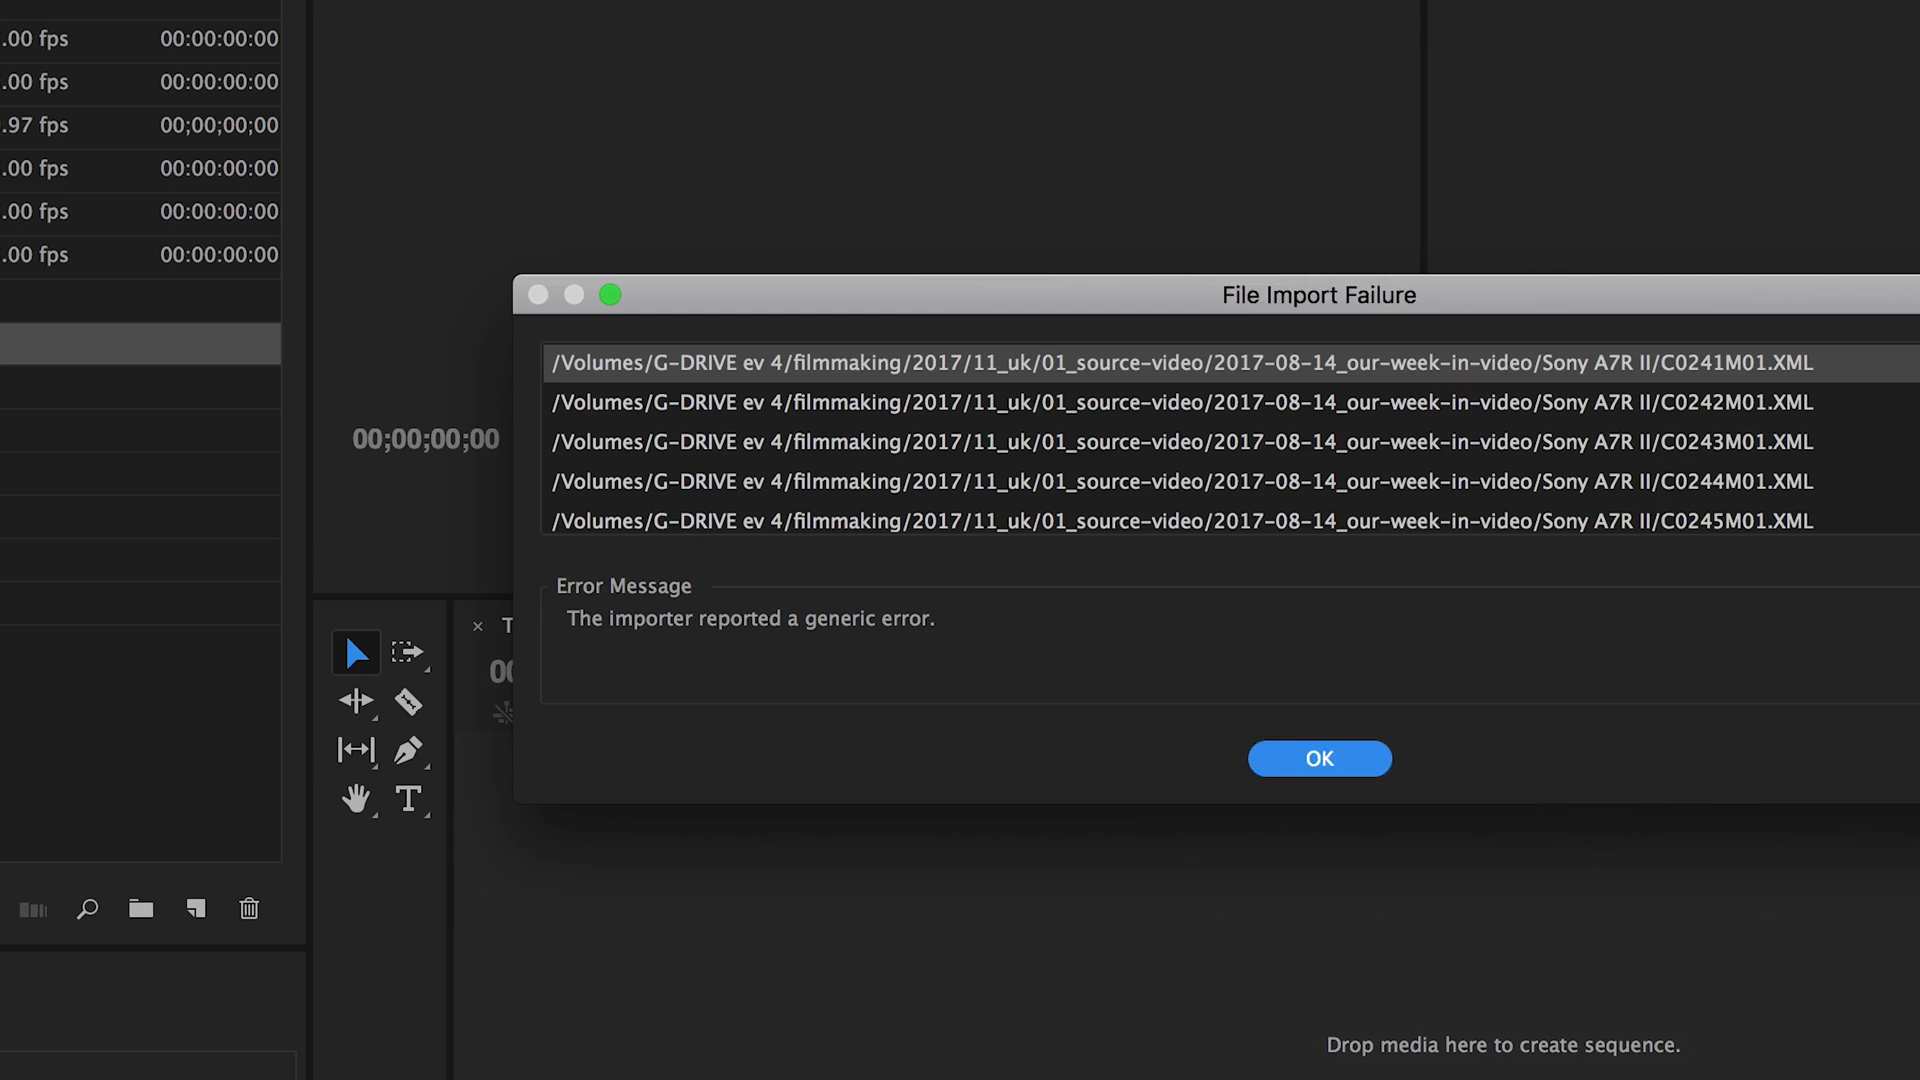 .00 fps 00:00:00:00
.00 fps 00:00:00:00
.97 fps 00;00;00;00
.00 fps 00:00:00:00
.00 fps 00:00:00:00
.00 fps 00:00:00:00
00;00;00;00
File Import Failure
/Volumes/G-DRIVE ev 4/filmmaking/2017/11_uk/01_source-video/2017-08-14_our-week-in-video/Sony A7R II/C0241M01.XML
/Volumes/G-DRIVE ev 4/filmmaking/2017/11_uk/01_source-video/2017-08-14_our-week-in-video/Sony A7R II/C0242M01.XML
/Volumes/G-DRIVE ev 4/filmmaking/2017/11_uk/01_source-video/2017-08-14_our-week-in-video/Sony A7R II/C0243M01.XML
/Volumes/G-DRIVE ev 4/filmmaking/2017/11_uk/01_source-video/2017-08-14_our-week-in-video/Sony A7R II/C0244M01.XML
/Volumes/G-DRIVE ev 4/filmmaking/2017/11_uk/01_source-video/2017-08-14_our-week-in-video/Sony A7R II/C0245M01.XML
Error Message
The importer reported a generic error.
× T
00
OK
Drop media here to create sequence.